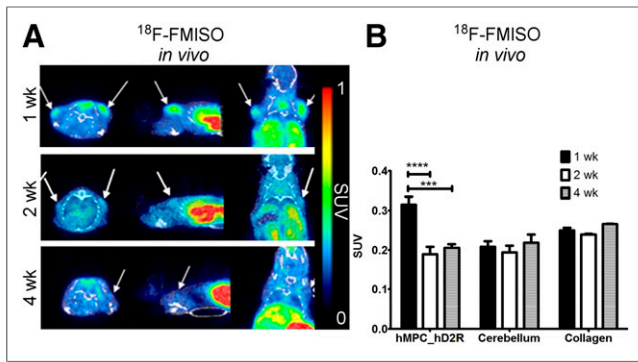 A
18F-FMISO
in vivo
1 wk
2 wk
4 wk
1
SUV
0
B
18F-FMISO
in vivo
1 wk
2 wk
4 wk
****
***
0.4
0.3
0.2
0.1
0.0
SUV
hMPC_hD2R Cerebellum Collagen